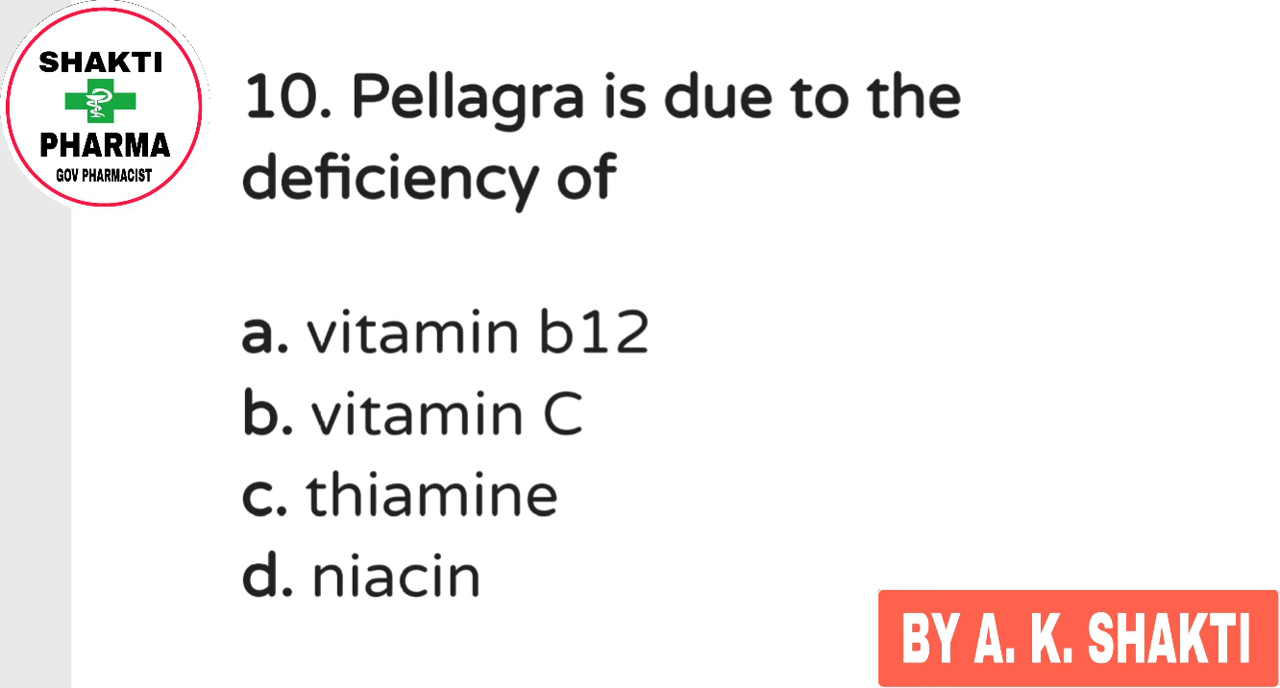 SHAKTI
PHARMA
GOV PHARMACIST
10. Pellagra is due to the
deficiency of
a. vitamin b12
b. vitamin C
c. thiamine
d. niacin
BY A. K. SHAKTI